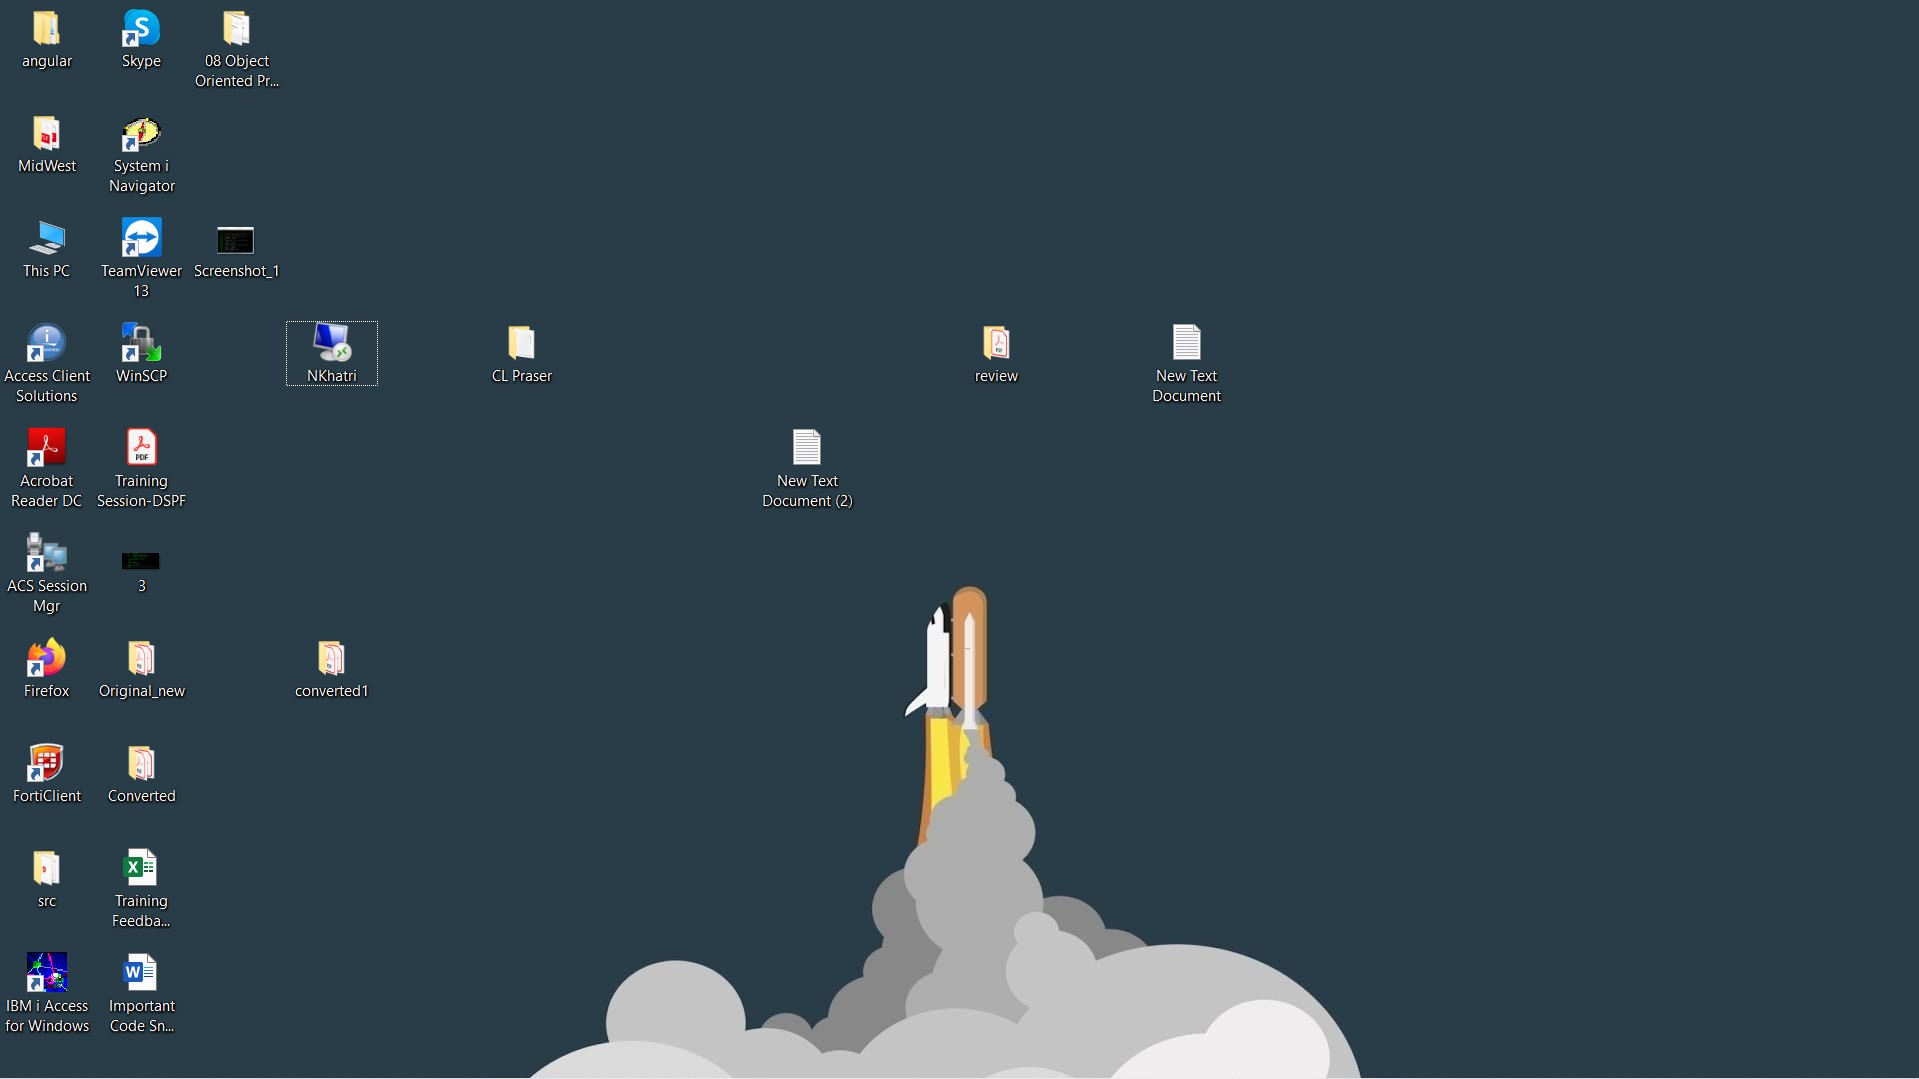 angular
Skype
08 Object
Oriented Pr...
MidWest
System i
Navigator
This PC
TeamViewer
13
Screenshot_1
Access Client
Solutions
WinSCP
NKhatri
CL Praser
review
New Text
Document
Acrobat
Reader DC
Training
Session-DSPF
New Text
Document (2)
ACS Session
Mgr
3
Firefox
Original_new
converted1
FortiClient
Converted
src
Training
Feedba...
IBM i Access
for Windows
Important
Code Sn...